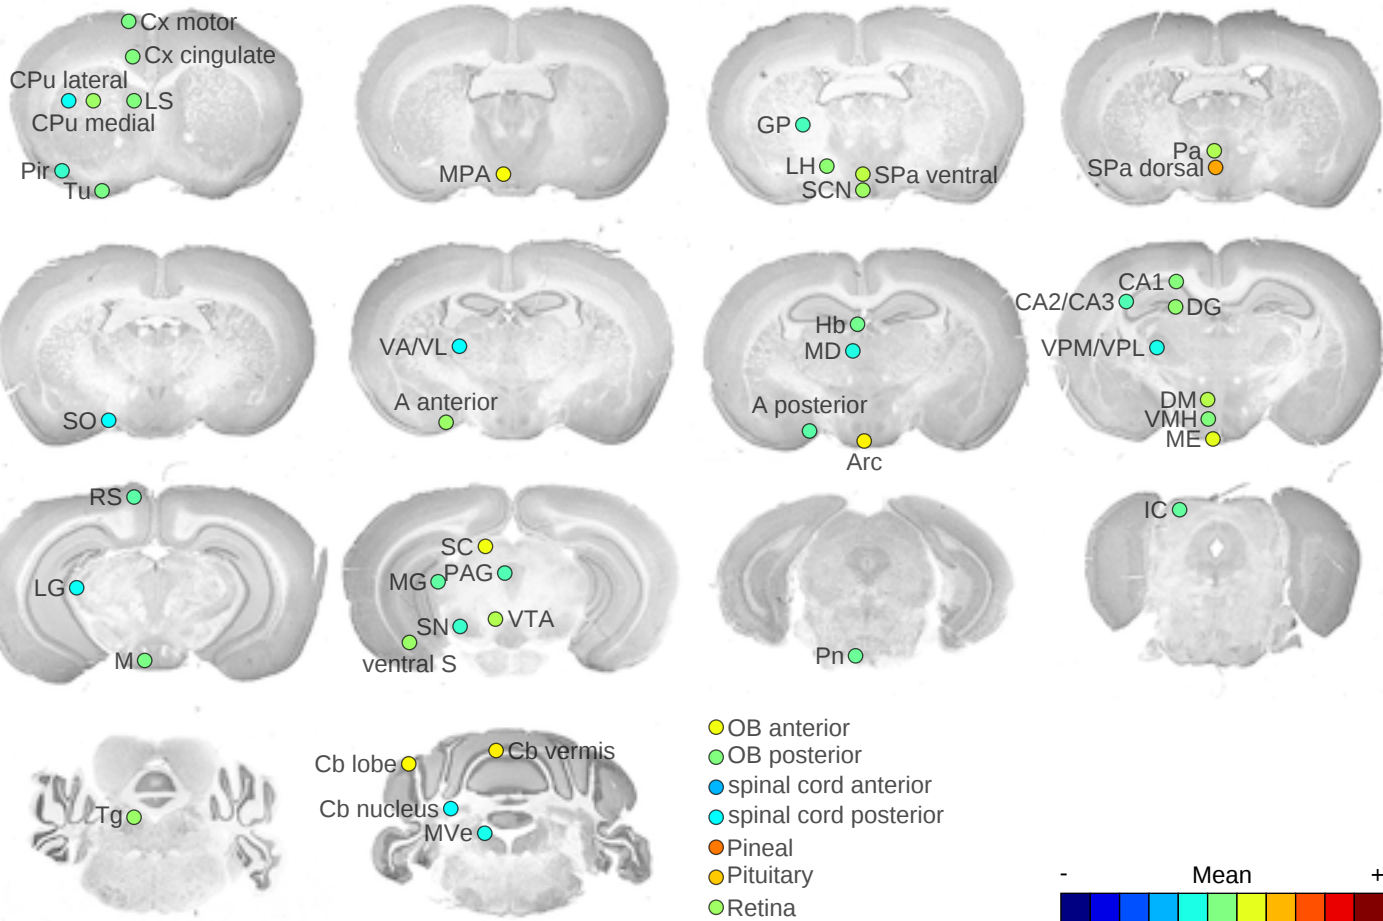 Cx motor
Cx cingulate
CPu lateral
LS
CPu medial
Pir
Tu
MPA
GP
LH
SPa ventral
SCN
Pa
SPa dorsal
SO
VA/VL
A anterior
Hb
MD
A posterior
Arc
CA1
CA2/CA3
DG
VPM/VPL
DM
VMH
ME
RS
LG
M
SC
MG
PAG
SN
VTA
ventral S
Pn
IC
Tg
Cb lobe
Cb vermis
Cb nucleus
MVe
OB anterior
OB posterior
spinal cord anterior
spinal cord posterior
Pineal
Pituitary
Retina
- Mean +